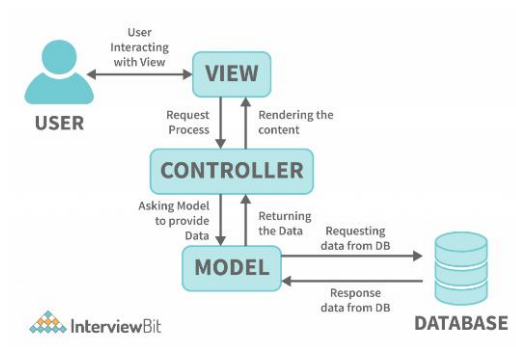 User
Interacting
with View
VIEW
USER
Request
Process
Rendering the
content
CONTROLLER
Asking Model
to provide
Data
Returning
the Data
Requesting
data from DB
MODEL
Response
data from DB
DATABASE
InterviewBit